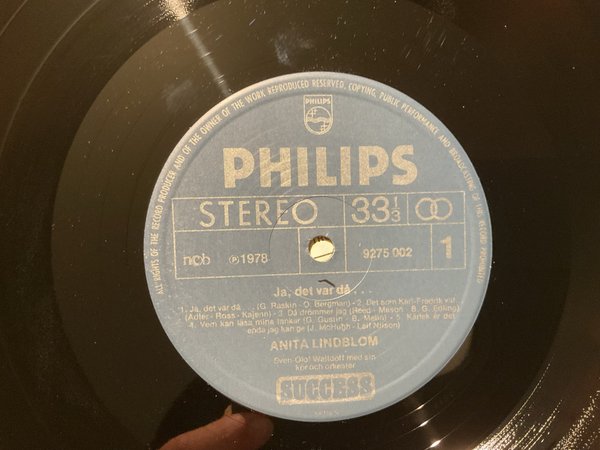 ALL RIGHTS OF THE RECORD PRODUCER AND OF THE OWNER OF THE WORK REPRODUCED RESERVED, COPYING, PUBLIC PERFORMANCE AND BROADCASTING OF THIS RECORD PROHIBITED
PHILIPS
PHILIPS
STEREO 33 1/3
ncb ℗ 1978 9275 002 1
Ja, det var då . . .
1. Ja, det var då . . . (G. Raskin - O. Bergman) - 2. Det som Karl-Fredrik vill
(Adler - Ross - Kajenn) - 3. Då drömmer jag (Reed - Mason - B. G. Edling)
4. Vem kan läsa mina tankar (G. Gustin - B. Malin) - 5. Kärlek är det
enda jag kan ge (J. McHugh - Leif Nilsen)
ANITA LINDBLOM
Sven-Olof Walldoff med sin
kör och orkester
SUCCESS